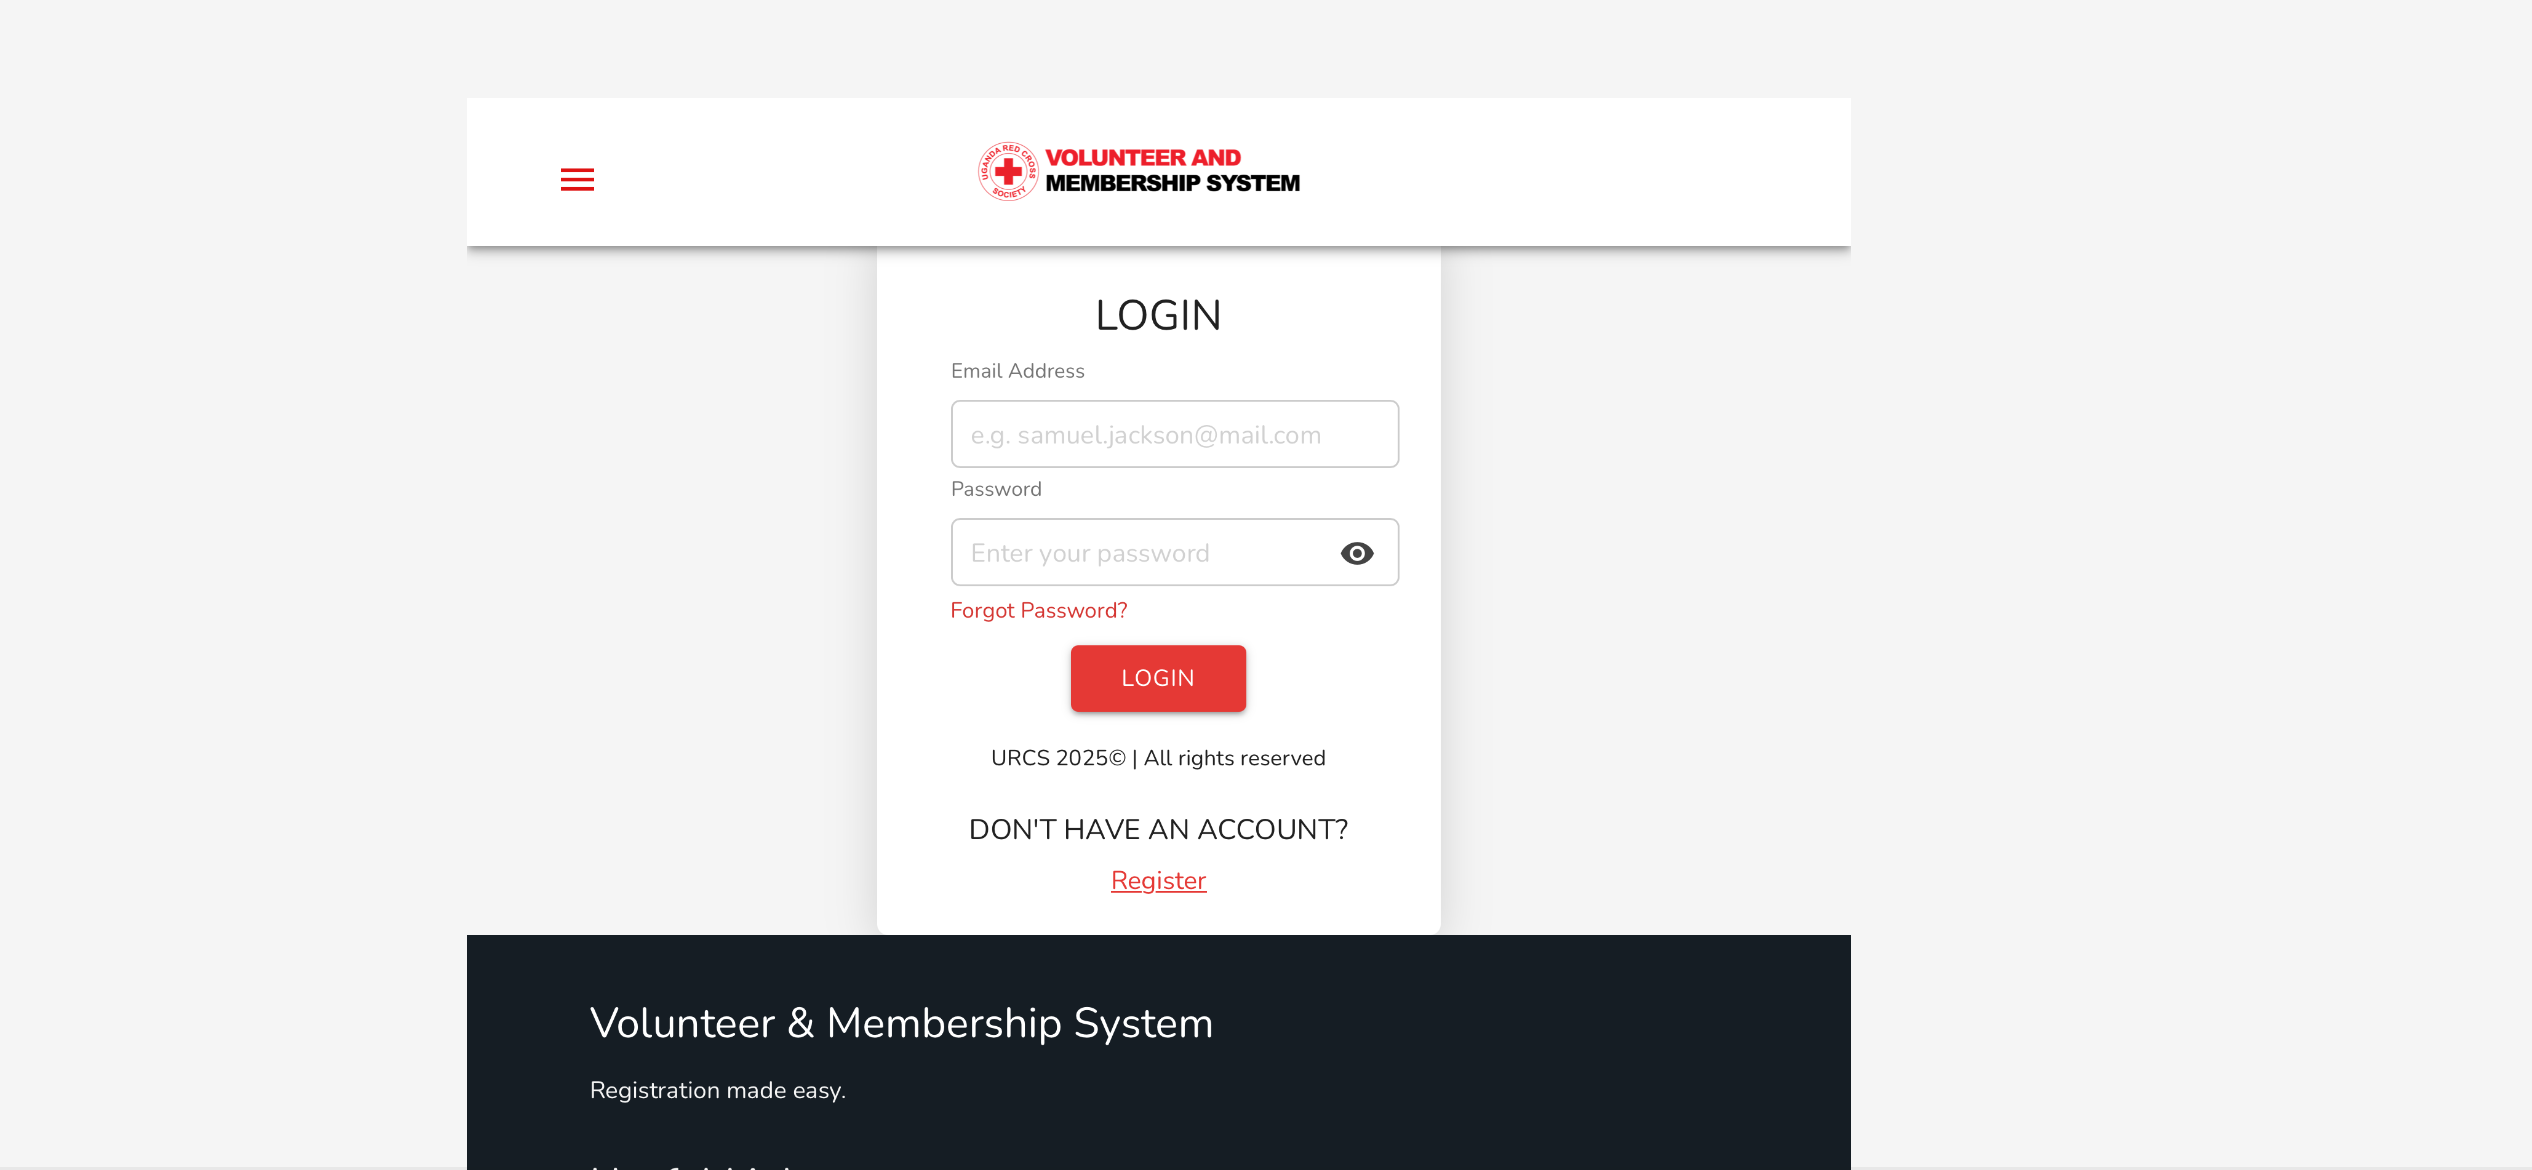 UGANDA RED CROSS SOCIETY
VOLUNTEER AND
MEMBERSHIP SYSTEM
LOGIN
Email Address
e.g. samuel.jackson@mail.com
Password
Enter your password
Forgot Password?
LOGIN
URCS 2025© | All rights reserved
DON'T HAVE AN ACCOUNT?
Register
Volunteer & Membership System
Registration made easy.